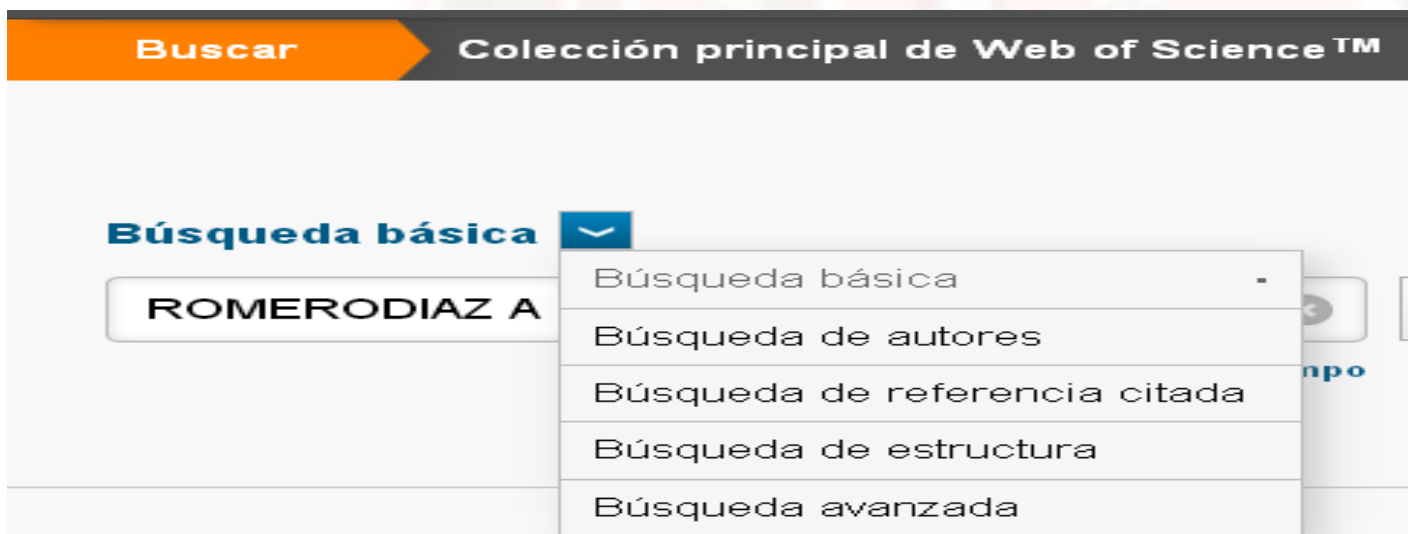 Buscar Colección principal de Web of Science™
Búsqueda básica
ROMERODIAZ A
Búsqueda básica
Búsqueda de autores
Búsqueda de referencia citada
Búsqueda de estructura
Búsqueda avanzada